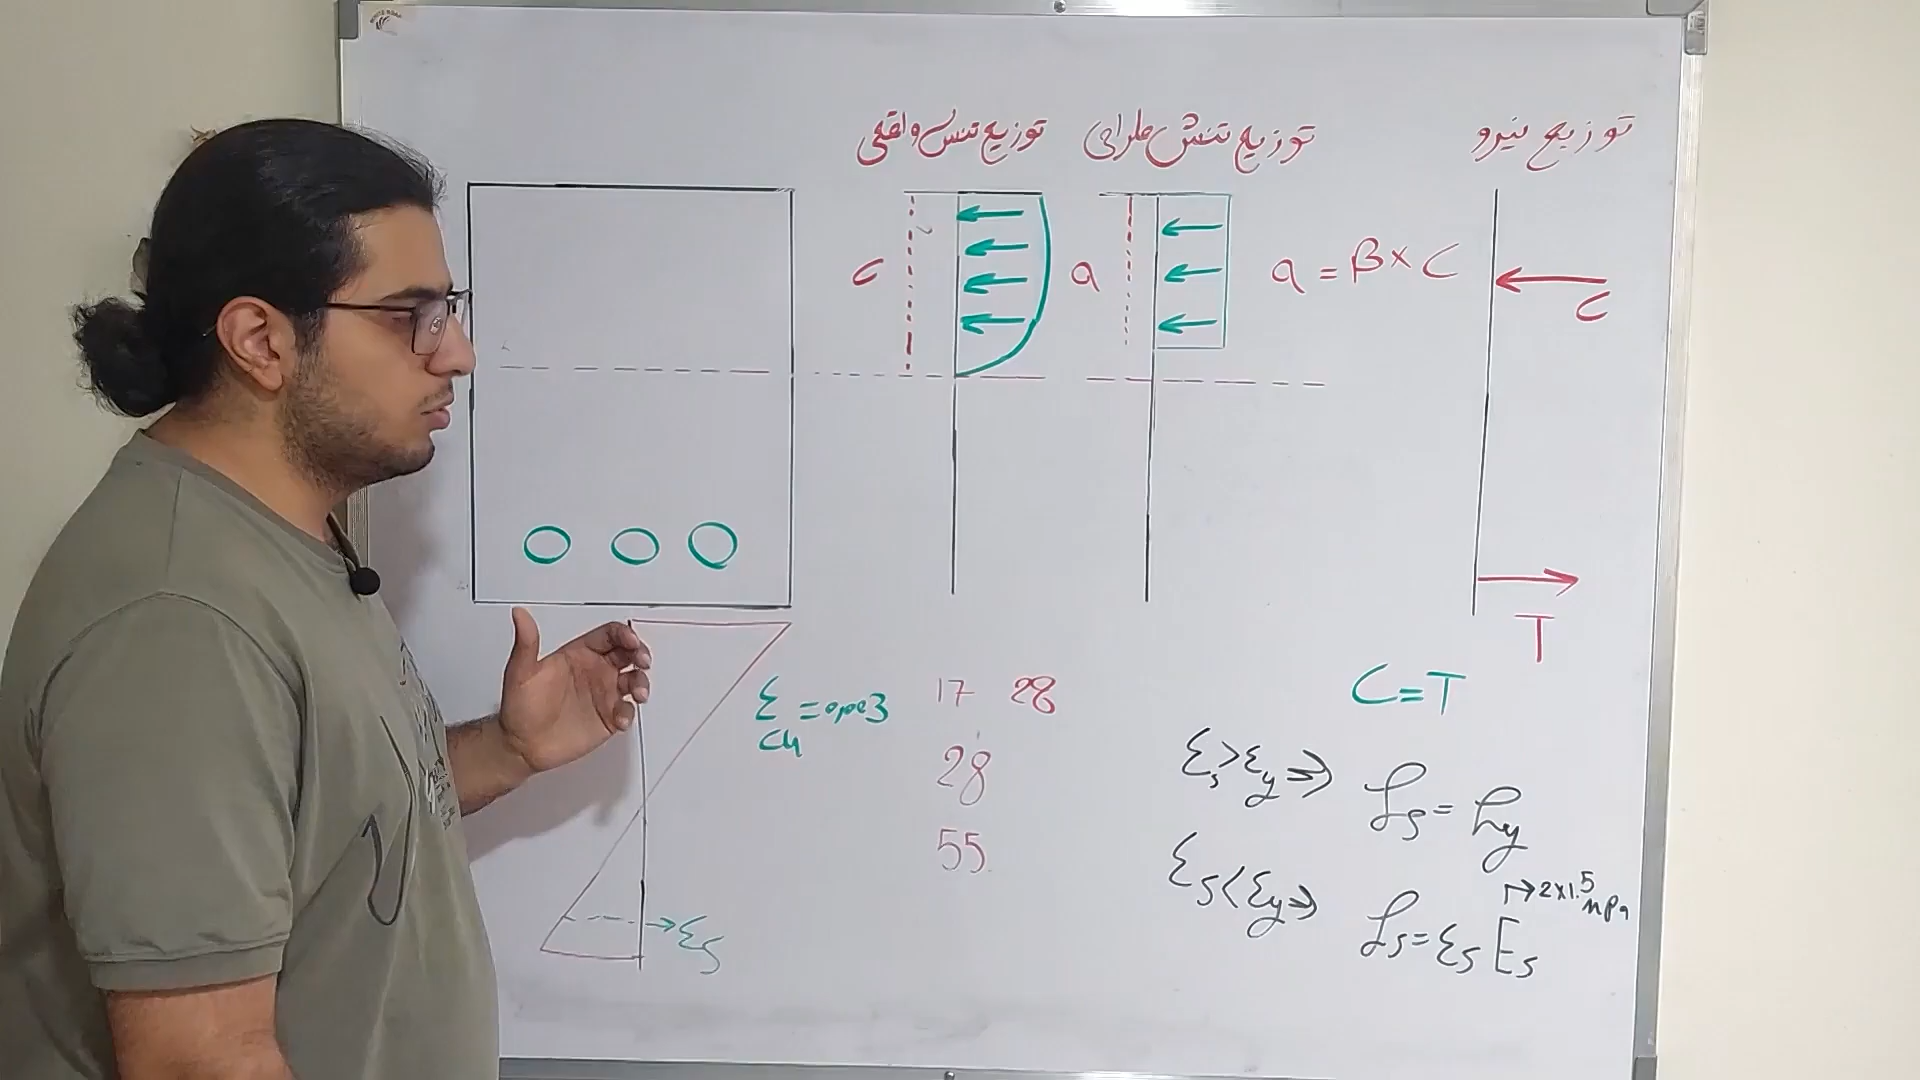 توزیع تنش واقعی
توزیع تنش طراحی
توزیع نیرو
c
a
a = β × C
C
T
C = T
ε cu = 0,003
17 28
28
55
εs > εy ⇒ fs = fy
εs < εy ⇒ fs = εs Es
→ 2×1.5 MPa
→ εs